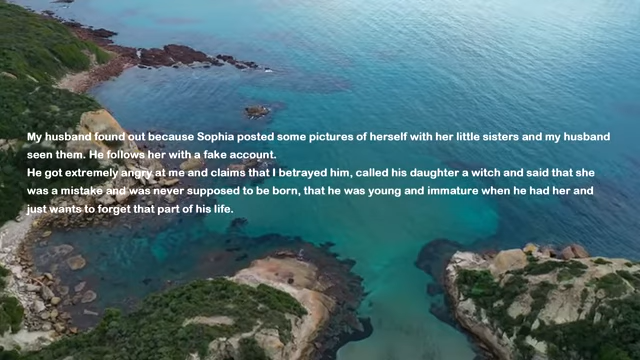 My husband found out because Sophia posted some pictures of herself with her little sisters and my husband
seen them. He follows her with a fake account.
He got extremely angry at me and claims that I betrayed him, called his daughter a witch and said that she
was a mistake and was never supposed to be born, that he was young and immature when he had her and
just wants to forget that part of his life.